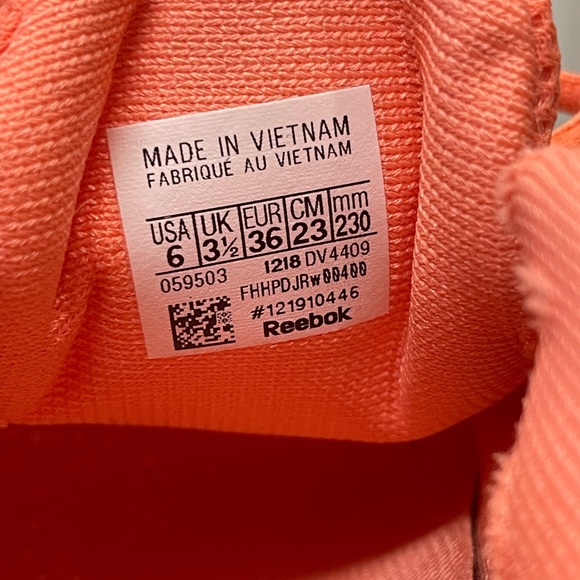 MADE IN VIETNAM
FABRIQUÉ AU VIETNAM
USA UK EUR CM mm
6 3½ 36 23 230
059503 1218 DV4409
FHHPDJRw00400
#121910446
Reebok